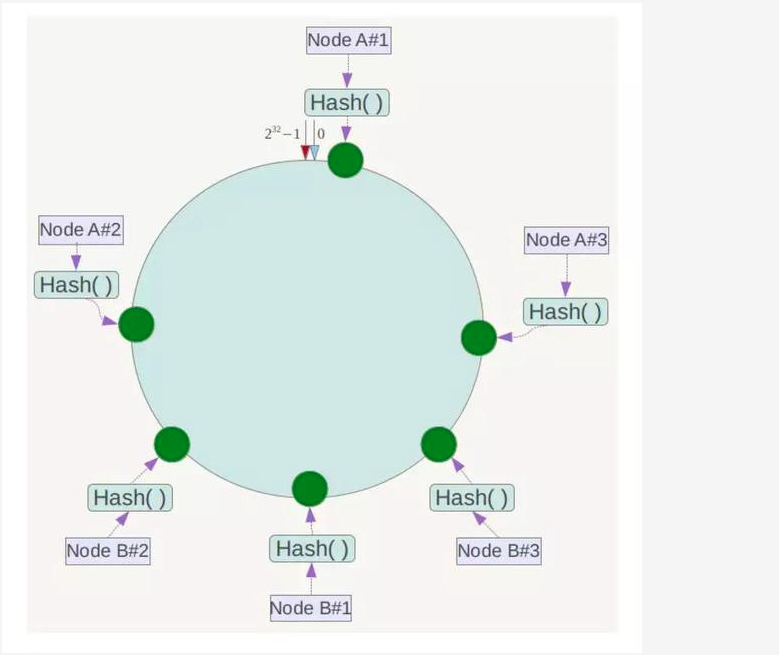 Node A#1
Hash( )
2³²−1
0
Node A#2
Hash( )
Node A#3
Hash( )
Hash( )
Node B#2
Hash( )
Node B#1
Hash( )
Node B#3